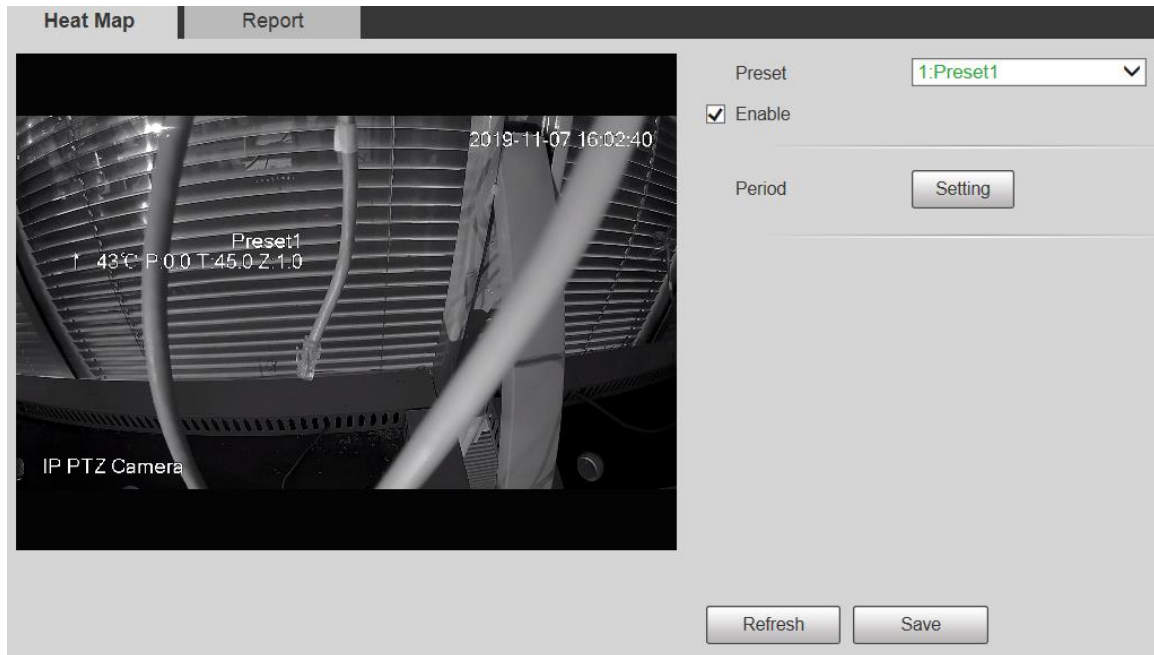 Heat Map
Report
2019-11-07 16:02:40
Preset1
↑ 43℃ P:0.0 T:45.0 Z:1.0
IP PTZ Camera
Preset
1:Preset1
Enable
Period
Setting
Refresh
Save